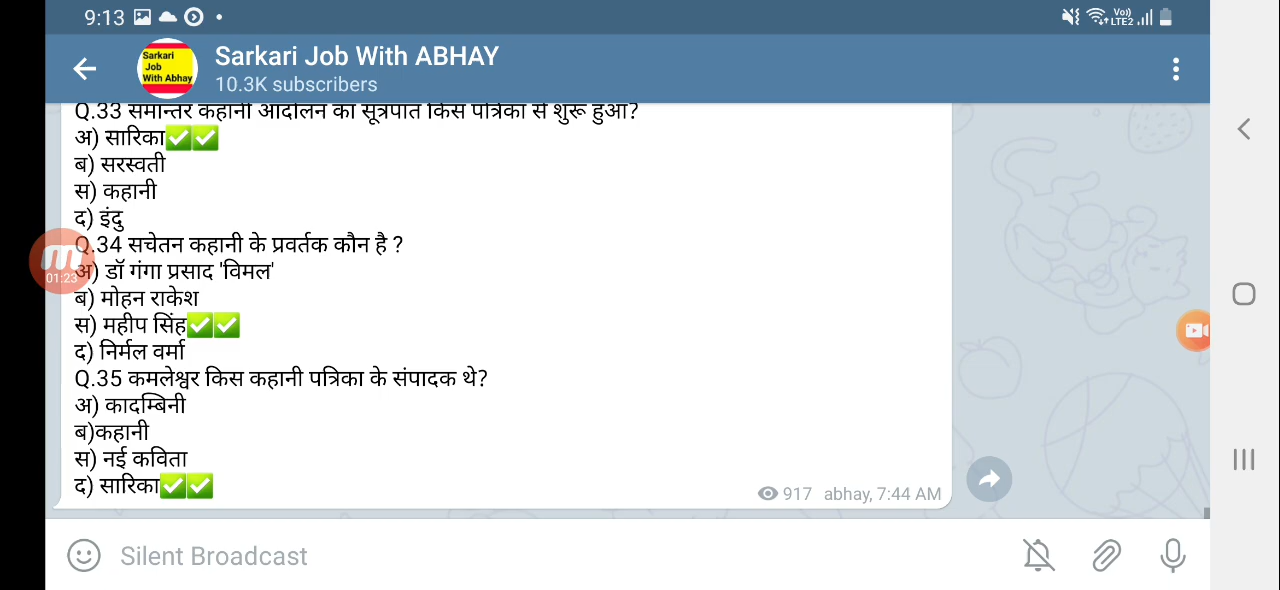 9:13
Vo))
LTE2
Sarkari
Job
With Abhay
Sarkari Job With ABHAY
10.3K subscribers
Q.33 समान्तर कहानी आंदोलन का सूत्रपात किस पत्रिका से शुरू हुआ?
अ) सारिका✅✅
ब) सरस्वती
स) कहानी
द) इंदु
Q.34 सचेतन कहानी के प्रवर्तक कौन है ?
01:23
अ) डॉ गंगा प्रसाद 'विमल'
ब) मोहन राकेश
स) महीप सिंह✅✅
द) निर्मल वर्मा
Q.35 कमलेश्वर किस कहानी पत्रिका के संपादक थे?
अ) कादम्बिनी
ब)कहानी
स) नई कविता
द) सारिका✅✅
917 abhay, 7:44 AM
Silent Broadcast